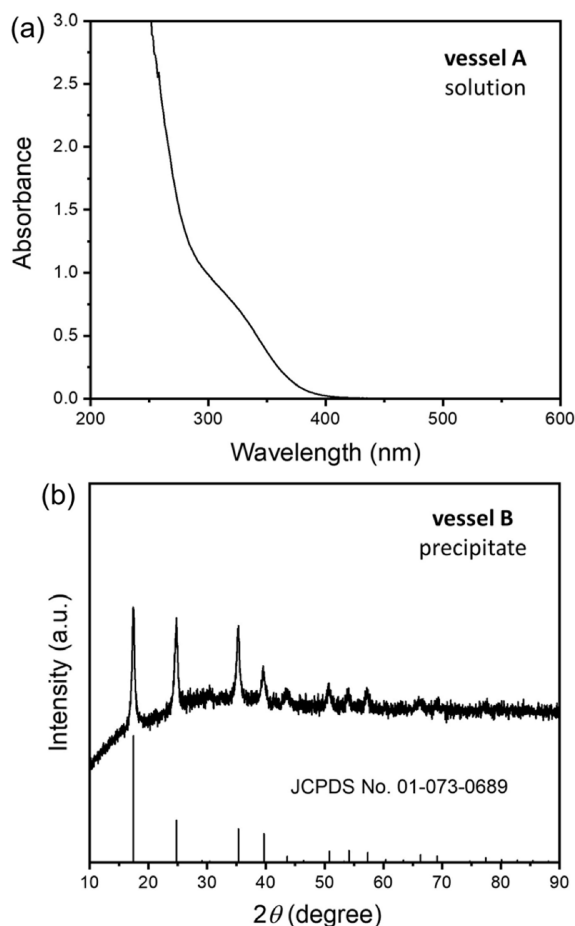 (a)
vessel A
solution
Absorbance
3.0
2.5
2.0
1.5
1.0
0.5
0.0
200 300 400 500 600
Wavelength (nm)
(b)
vessel B
precipitate
Intensity (a.u.)
JCPDS No. 01-073-0689
10 20 30 40 50 60 70 80 90
2θ (degree)